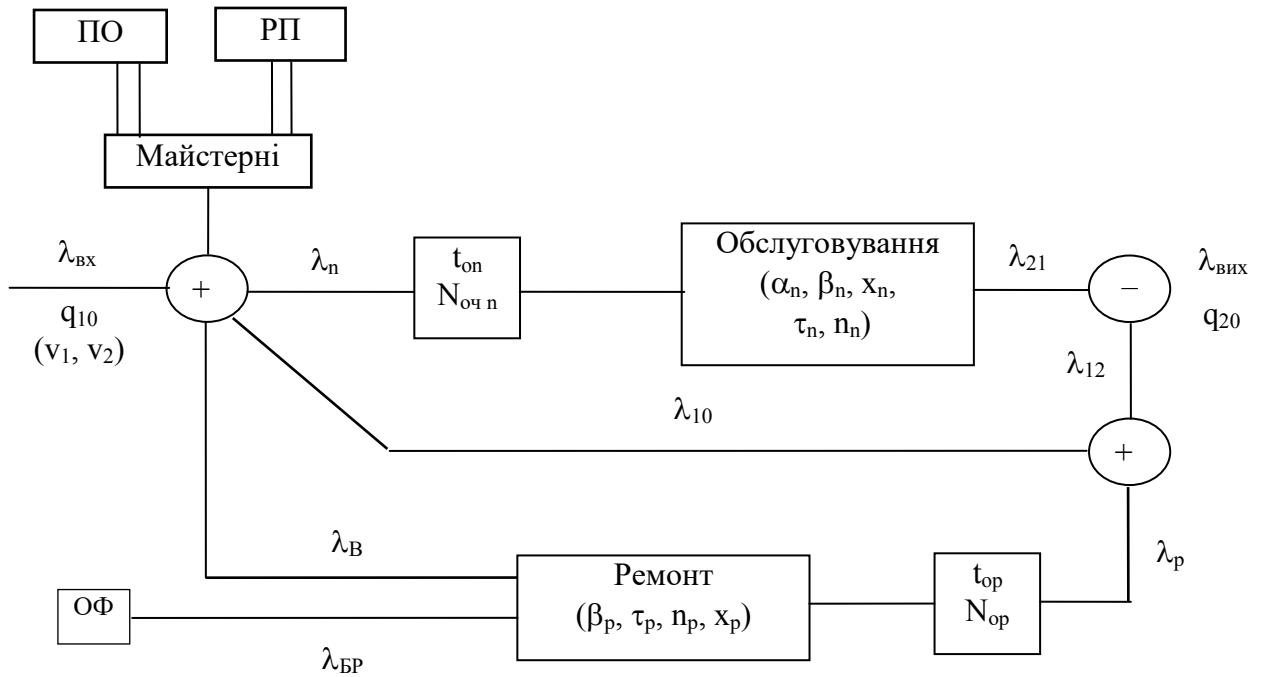 ПО
РП
Майстерні
λвх
q10
(v1, v2)
+
λn
ton
Nоч n
Обслуговування
(αn, βn, xn,
τn, nn)
λ21
–
λвих
q20
λ12
λ10
+
λВ
ОФ
λБР
Ремонт
(βp, τp, np, xp)
top
Nop
λp